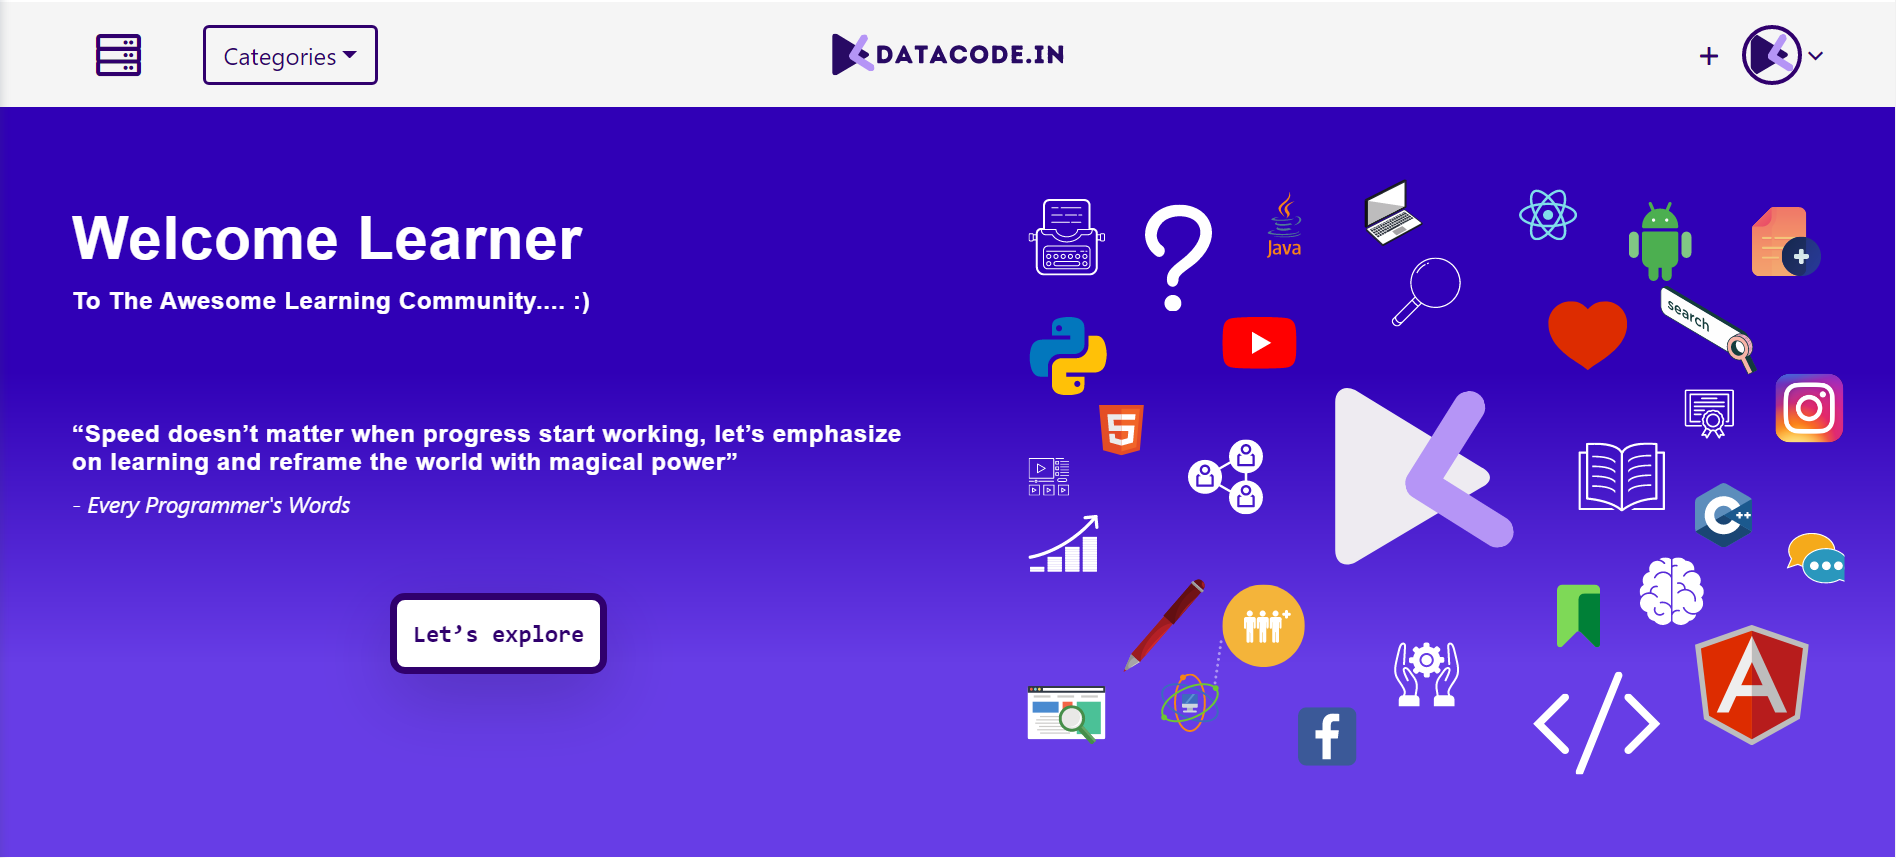 Categories
DATACODE.IN
Welcome Learner
To The Awesome Learning Community.... :)
“Speed doesn’t matter when progress start working, let’s emphasize
on learning and reframe the world with magical power”
- Every Programmer's Words
Let’s explore
Java
search
5
C++
A
f